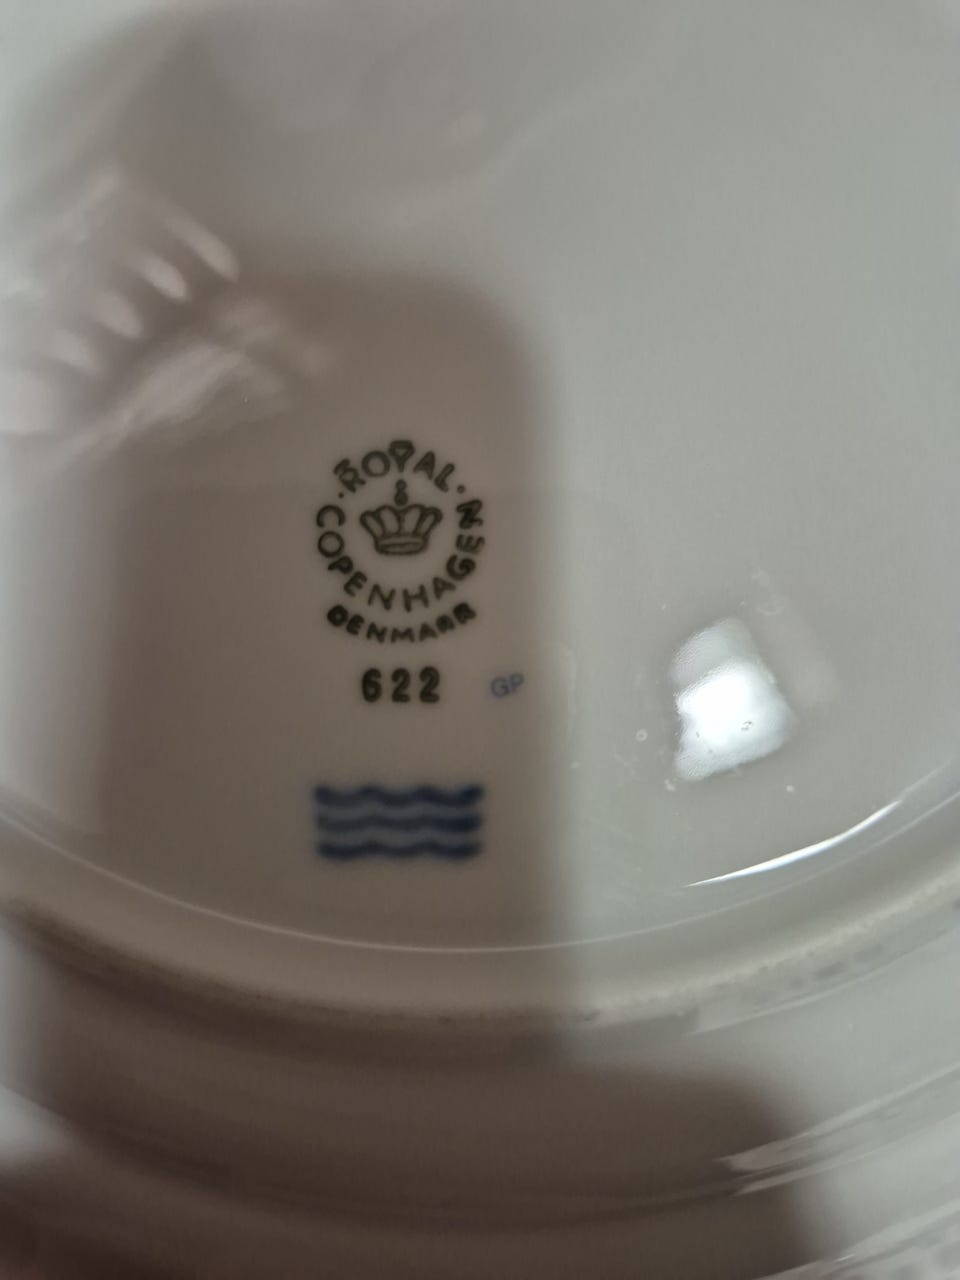 ROYAL
COPENHAGEN
DENMARK
622 GP